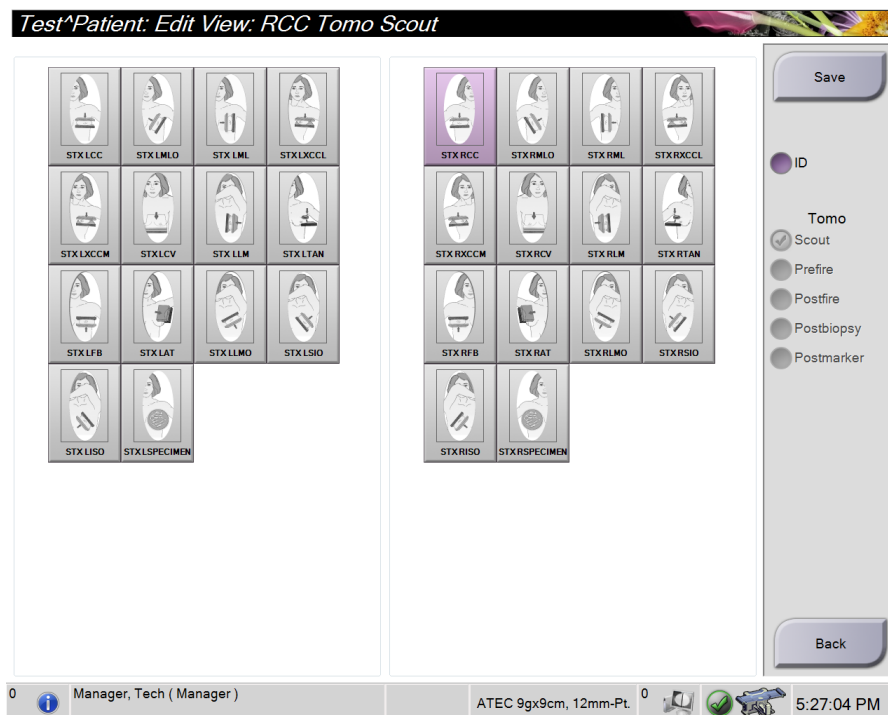 Test^Patient: Edit View: RCC Tomo Scout
STX LCC
STX LMLO
STX LML
STX LXCCL
STX LXCCM
STX LCV
STX LLM
STX LTAN
STX LFB
STX LAT
STX LLMO
STX LSIO
STX LISO
STX LSPECIMEN
STX RCC
STX RMLO
STX RML
STX RXCCL
STX RXCCM
STX RCV
STX RLM
STX RTAN
STX RFB
STX RAT
STX RLMO
STX RSIO
STX RISO
STX RSPECIMEN
Save
ID
Tomo
Scout
Prefire
Postfire
Postbiopsy
Postmarker
Back
0
Manager, Tech ( Manager )
ATEC 9gx9cm, 12mm-Pt.
0
5:27:04 PM